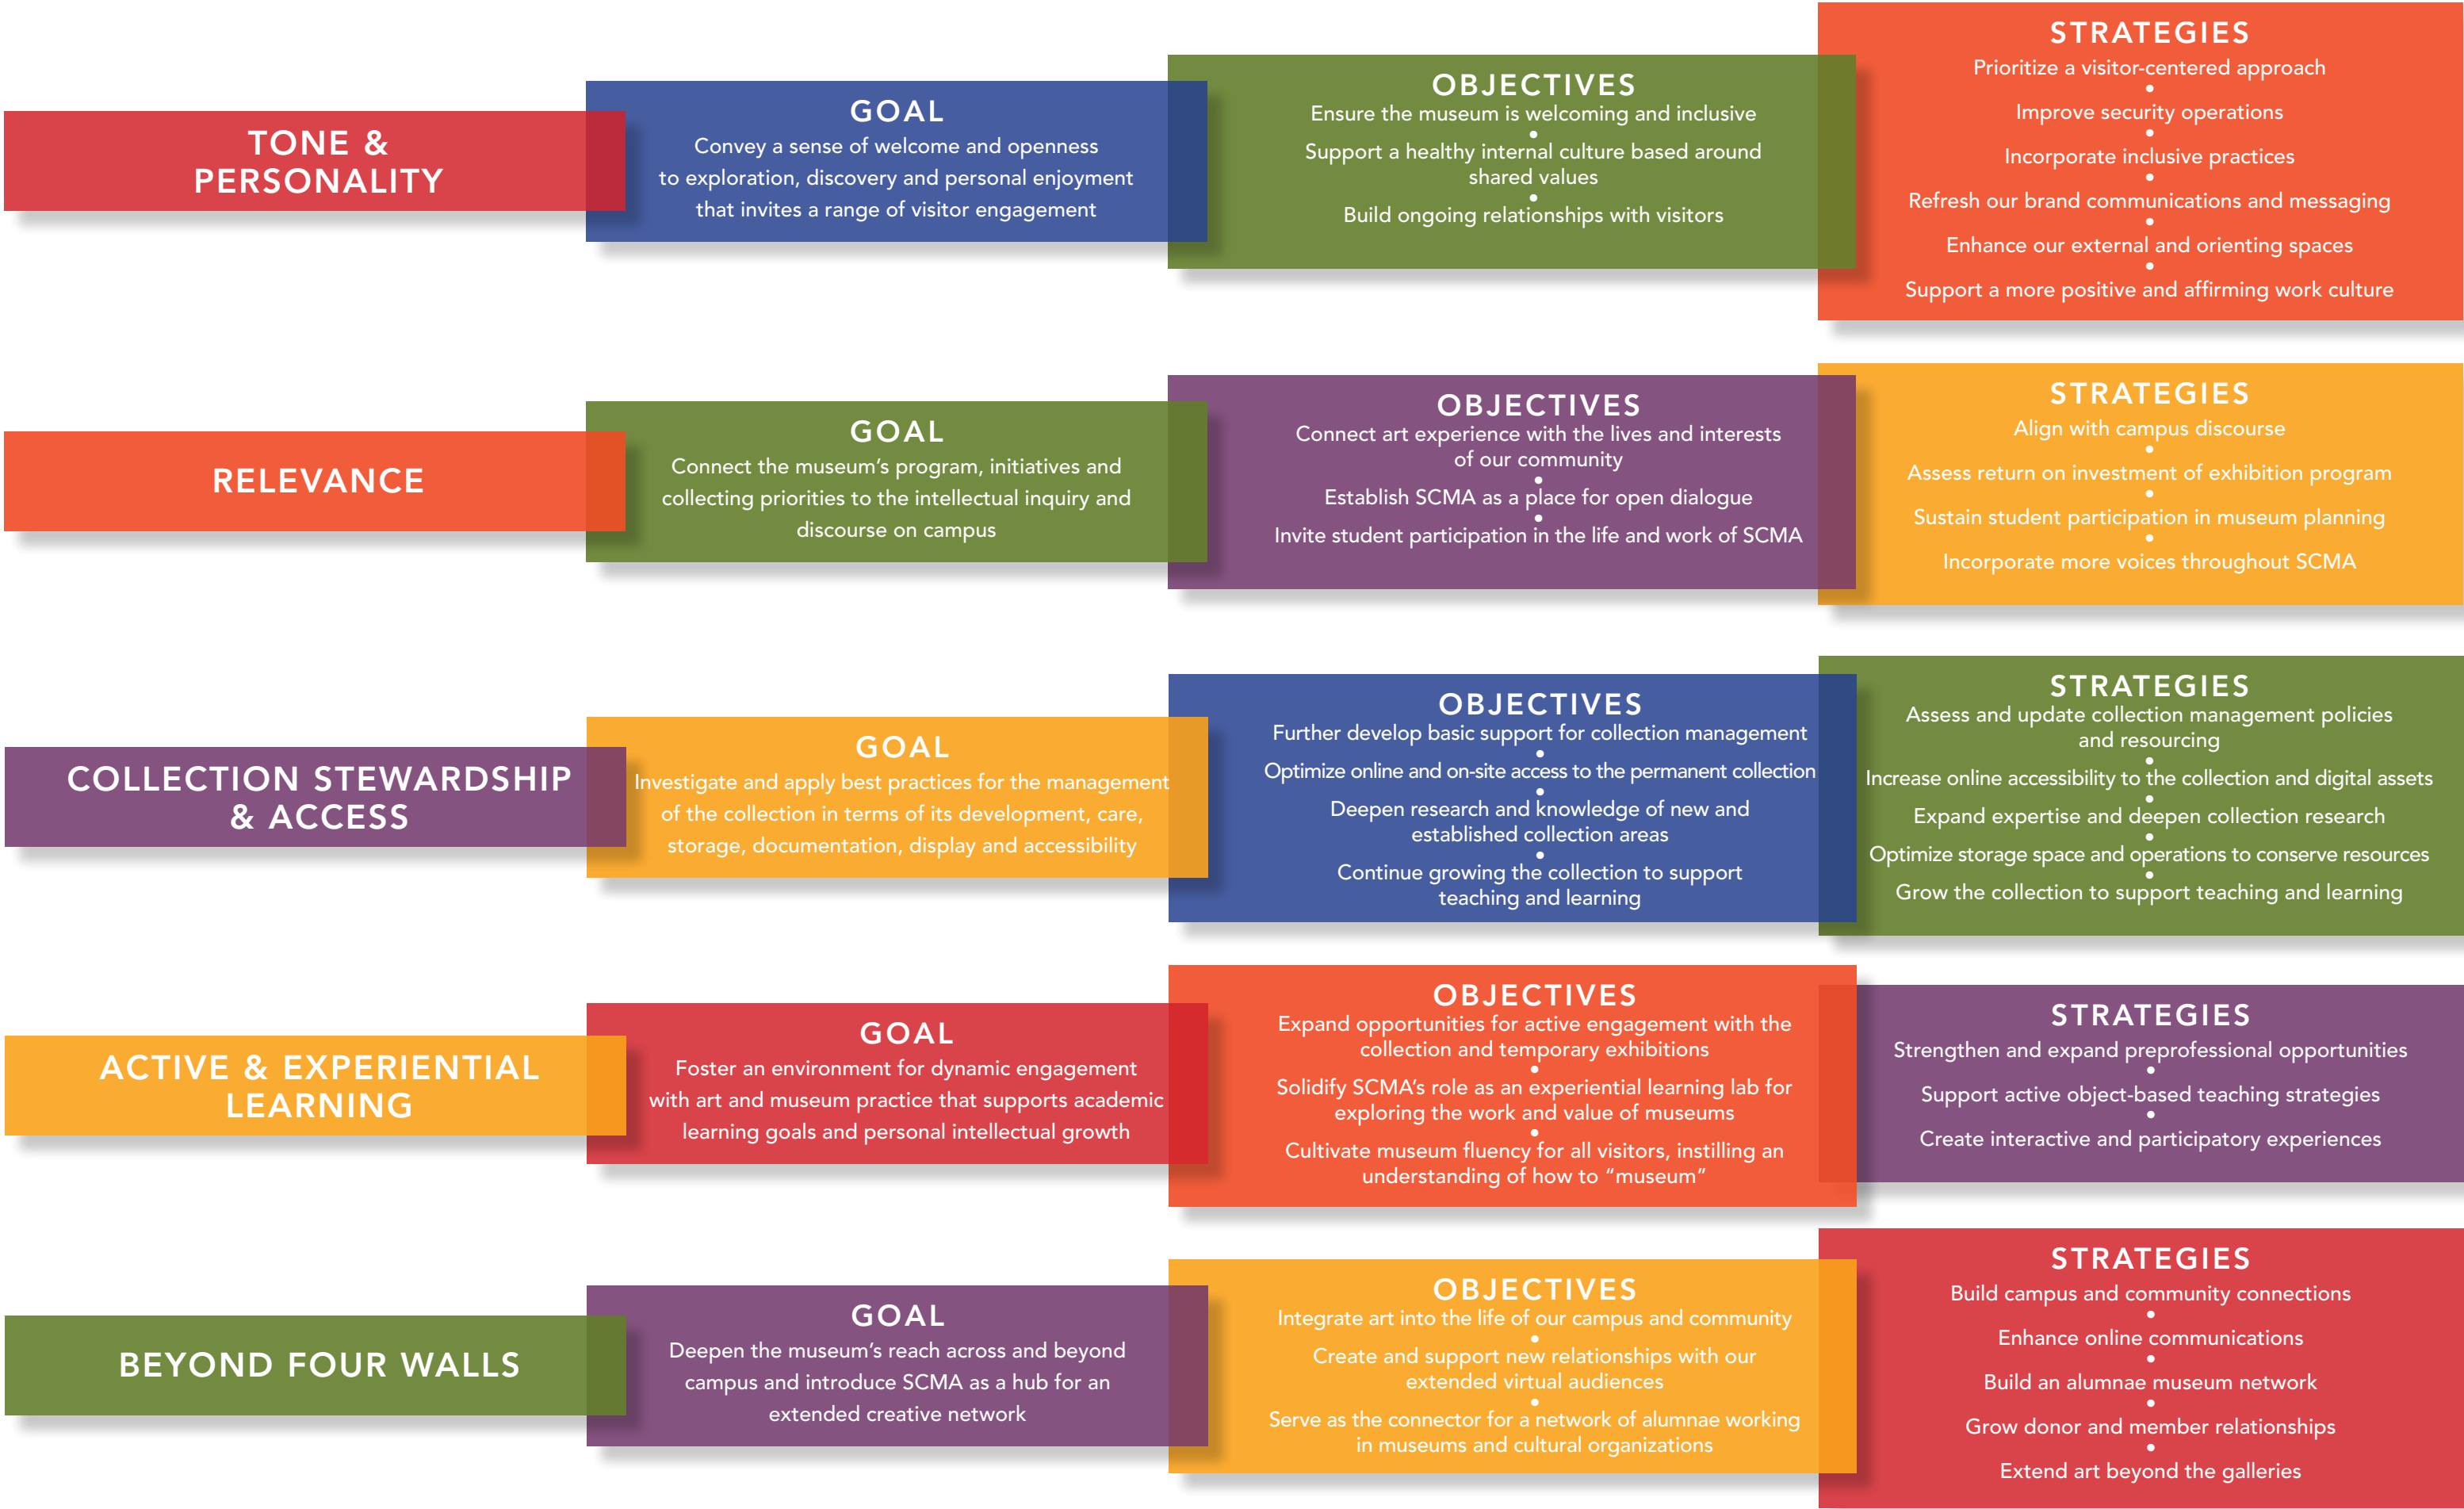 TONE &
PERSONALITY
GOAL
Convey a sense of welcome and openness
to exploration, discovery and personal enjoyment
that invites a range of visitor engagement
OBJECTIVES
Ensure the museum is welcoming and inclusive
•
Support a healthy internal culture based around
shared values
•
Build ongoing relationships with visitors
STRATEGIES
Prioritize a visitor-centered approach
•
Improve security operations
•
Incorporate inclusive practices
•
Refresh our brand communications and messaging
•
Enhance our external and orienting spaces
•
Support a more positive and affirming work culture
RELEVANCE
GOAL
Connect the museum’s program, initiatives and
collecting priorities to the intellectual inquiry and
discourse on campus
OBJECTIVES
Connect art experience with the lives and interests
of our community
•
Establish SCMA as a place for open dialogue
•
Invite student participation in the life and work of SCMA
STRATEGIES
Align with campus discourse
•
Assess return on investment of exhibition program
•
Sustain student participation in museum planning
•
Incorporate more voices throughout SCMA
COLLECTION STEWARDSHIP
& ACCESS
GOAL
Investigate and apply best practices for the management
of the collection in terms of its development, care,
storage, documentation, display and accessibility
OBJECTIVES
Further develop basic support for collection management
•
Optimize online and on-site access to the permanent collection
•
Deepen research and knowledge of new and
established collection areas
•
Continue growing the collection to support
teaching and learning
STRATEGIES
Assess and update collection management policies
and resourcing
•
Increase online accessibility to the collection and digital assets
•
Expand expertise and deepen collection research
•
Optimize storage space and operations to conserve resources
•
Grow the collection to support teaching and learning
ACTIVE & EXPERIENTIAL
LEARNING
GOAL
Foster an environment for dynamic engagement
with art and museum practice that supports academic
learning goals and personal intellectual growth
OBJECTIVES
Expand opportunities for active engagement with the
collection and temporary exhibitions
•
Solidify SCMA’s role as an experiential learning lab for
exploring the work and value of museums
•
Cultivate museum fluency for all visitors, instilling an
understanding of how to “museum”
STRATEGIES
Strengthen and expand preprofessional opportunities
•
Support active object-based teaching strategies
•
Create interactive and participatory experiences
BEYOND FOUR WALLS
GOAL
Deepen the museum’s reach across and beyond
campus and introduce SCMA as a hub for an
extended creative network
OBJECTIVES
Integrate art into the life of our campus and community
•
Create and support new relationships with our
extended virtual audiences
•
Serve as the connector for a network of alumnae working
in museums and cultural organizations
STRATEGIES
Build campus and community connections
•
Enhance online communications
•
Build an alumnae museum network
•
Grow donor and member relationships
•
Extend art beyond the galleries